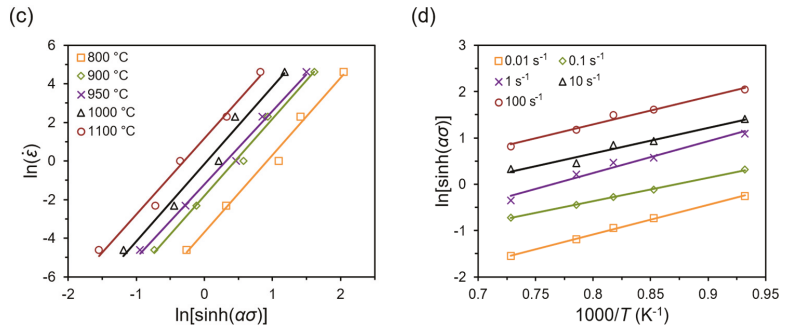 (c)
6
4
2
0
-2
-4
-6
-2
-1
0
1
2
ln(ε̇)
ln[sinh(ασ)]
800 °C
900 °C
950 °C
1000 °C
1100 °C
(d)
3
2
1
0
-1
-2
0.7
0.75
0.8
0.85
0.9
0.95
ln[sinh(ασ)]
1000/T (K⁻¹)
0.01 s⁻¹
0.1 s⁻¹
1 s⁻¹
10 s⁻¹
100 s⁻¹